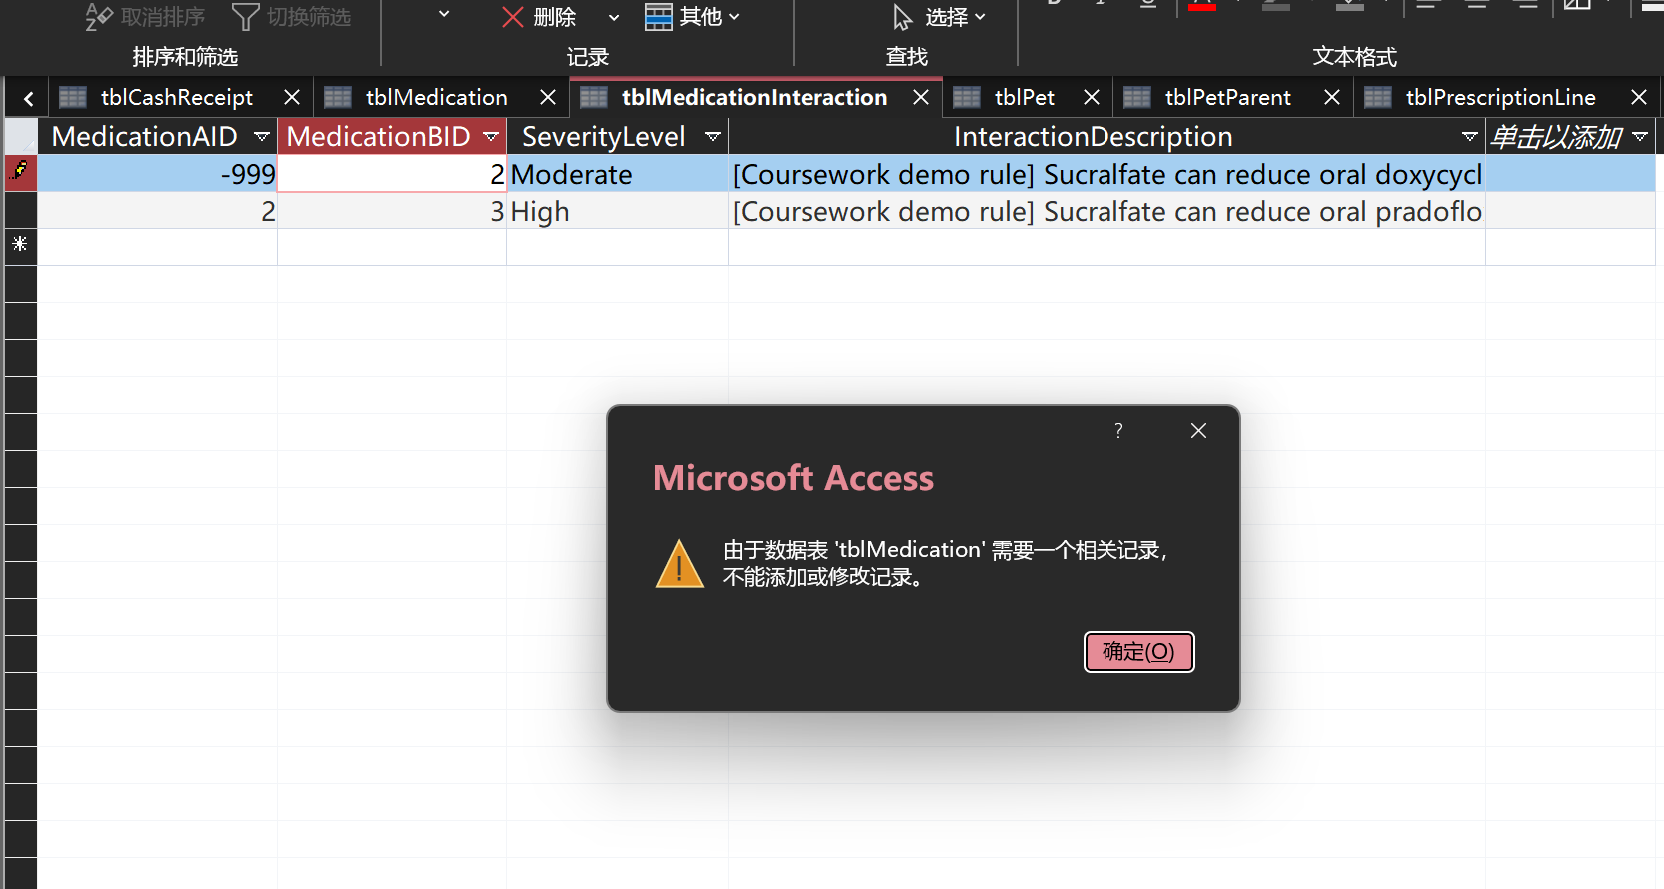 取消排序 切换筛选 删除 其他 选择
排序和筛选 记录 查找 文本格式
tblCashReceipt tblMedication tblMedicationInteraction tblPet tblPetParent tblPrescriptionLine
MedicationAID MedicationBID SeverityLevel InteractionDescription 单击以添加
-999 2 Moderate [Coursework demo rule] Sucralfate can reduce oral doxycycl
2 3 High [Coursework demo rule] Sucralfate can reduce oral pradoflo
?
Microsoft Access
由于数据表 'tblMedication' 需要一个相关记录，
不能添加或修改记录。
确定(O)